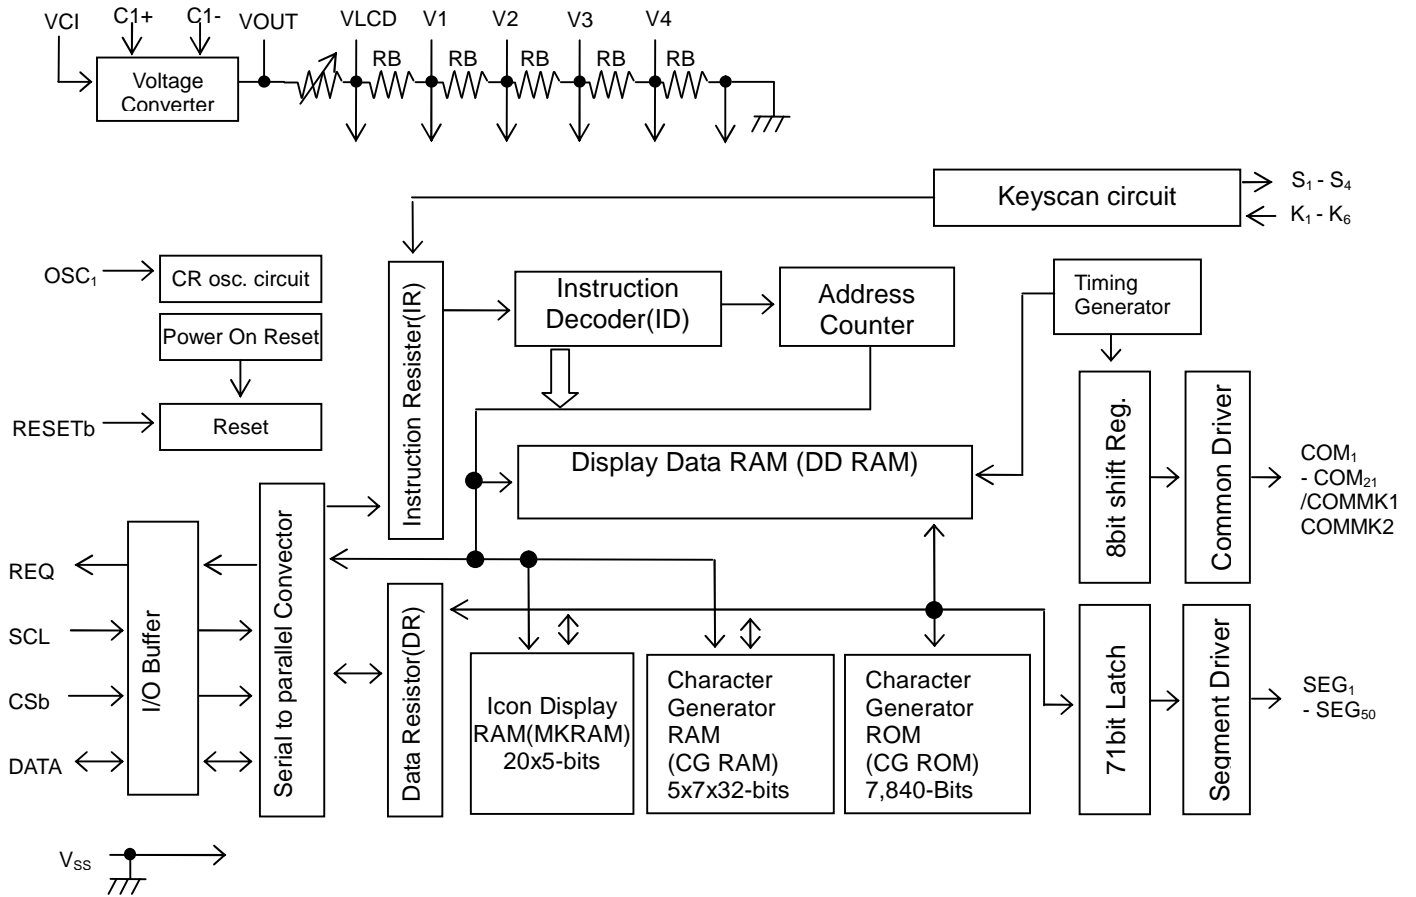 VCI
C1+
C1-
VOUT
VLCD
V1
V2
V3
V4
RB
RB
RB
RB
RB
Voltage
Converter
Keyscan circuit
S1 - S4
K1 - K6
OSC1
CR osc. circuit
Power On Reset
RESETb
Reset
Instruction Resister(IR)
Instruction
Decoder(ID)
Address
Counter
Timing
Generator
Display Data RAM (DD RAM)
8bit shift Reg.
Common Driver
COM1
- COM21
/COMMK1
COMMK2
REQ
SCL
CSb
DATA
I/O Buffer
Serial to parallel Convector
Data Resistor(DR)
Icon Display
RAM(MKRAM)
20x5-bits
Character
Generator
RAM
(CG RAM)
5x7x32-bits
Character
Generator
ROM
(CG ROM)
7,840-Bits
71bit Latch
Segment Driver
SEG1
- SEG50
VSS